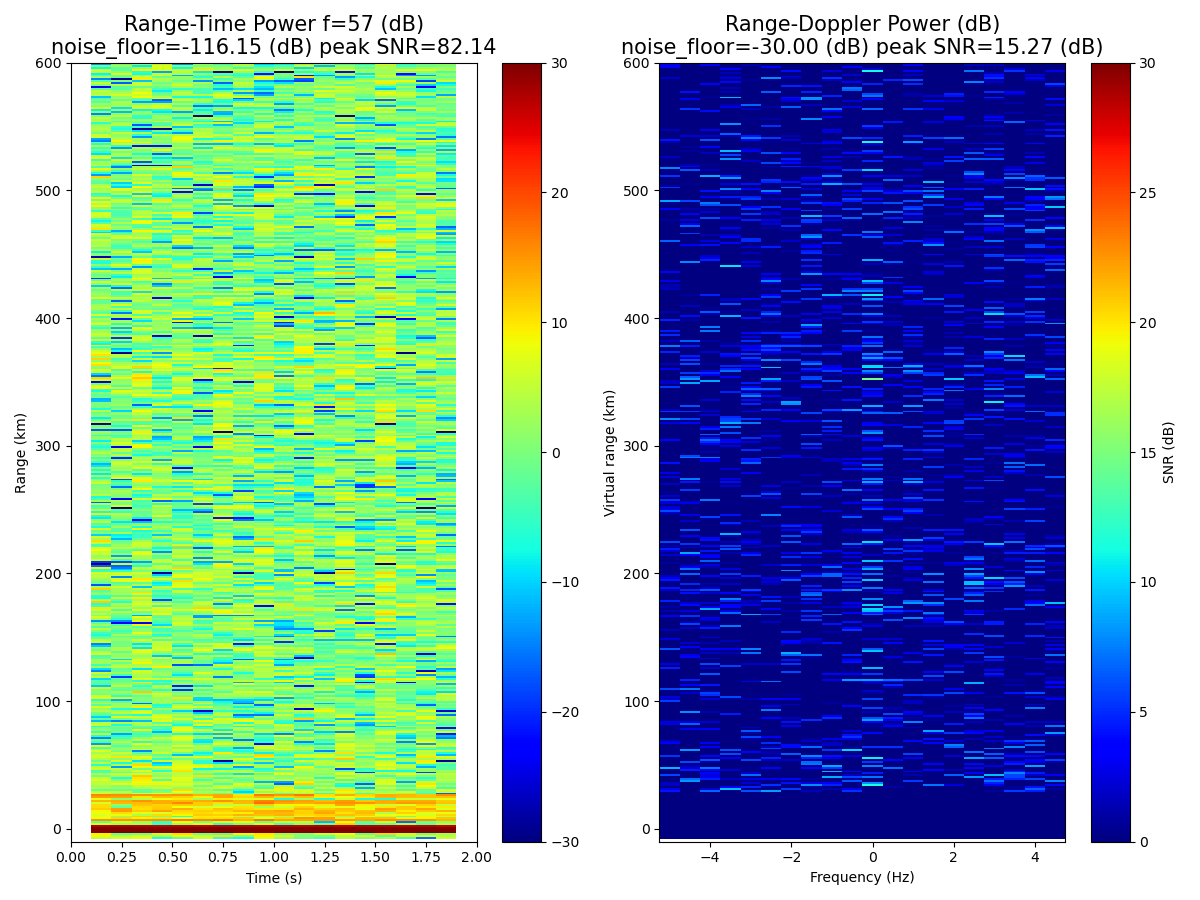 Range-Time Power f=57 (dB)
noise_floor=-116.15 (dB) peak SNR=82.14
Range-Doppler Power (dB)
noise_floor=-30.00 (dB) peak SNR=15.27 (dB)
600
500
400
300
200
100
0
Range (km)
0.00 0.25 0.50 0.75 1.00 1.25 1.50 1.75 2.00
Time (s)
30
20
10
0
−10
−20
−30
600
500
400
300
200
100
0
Virtual range (km)
−4 −2 0 2 4
Frequency (Hz)
30
25
20
15
10
5
0
SNR (dB)